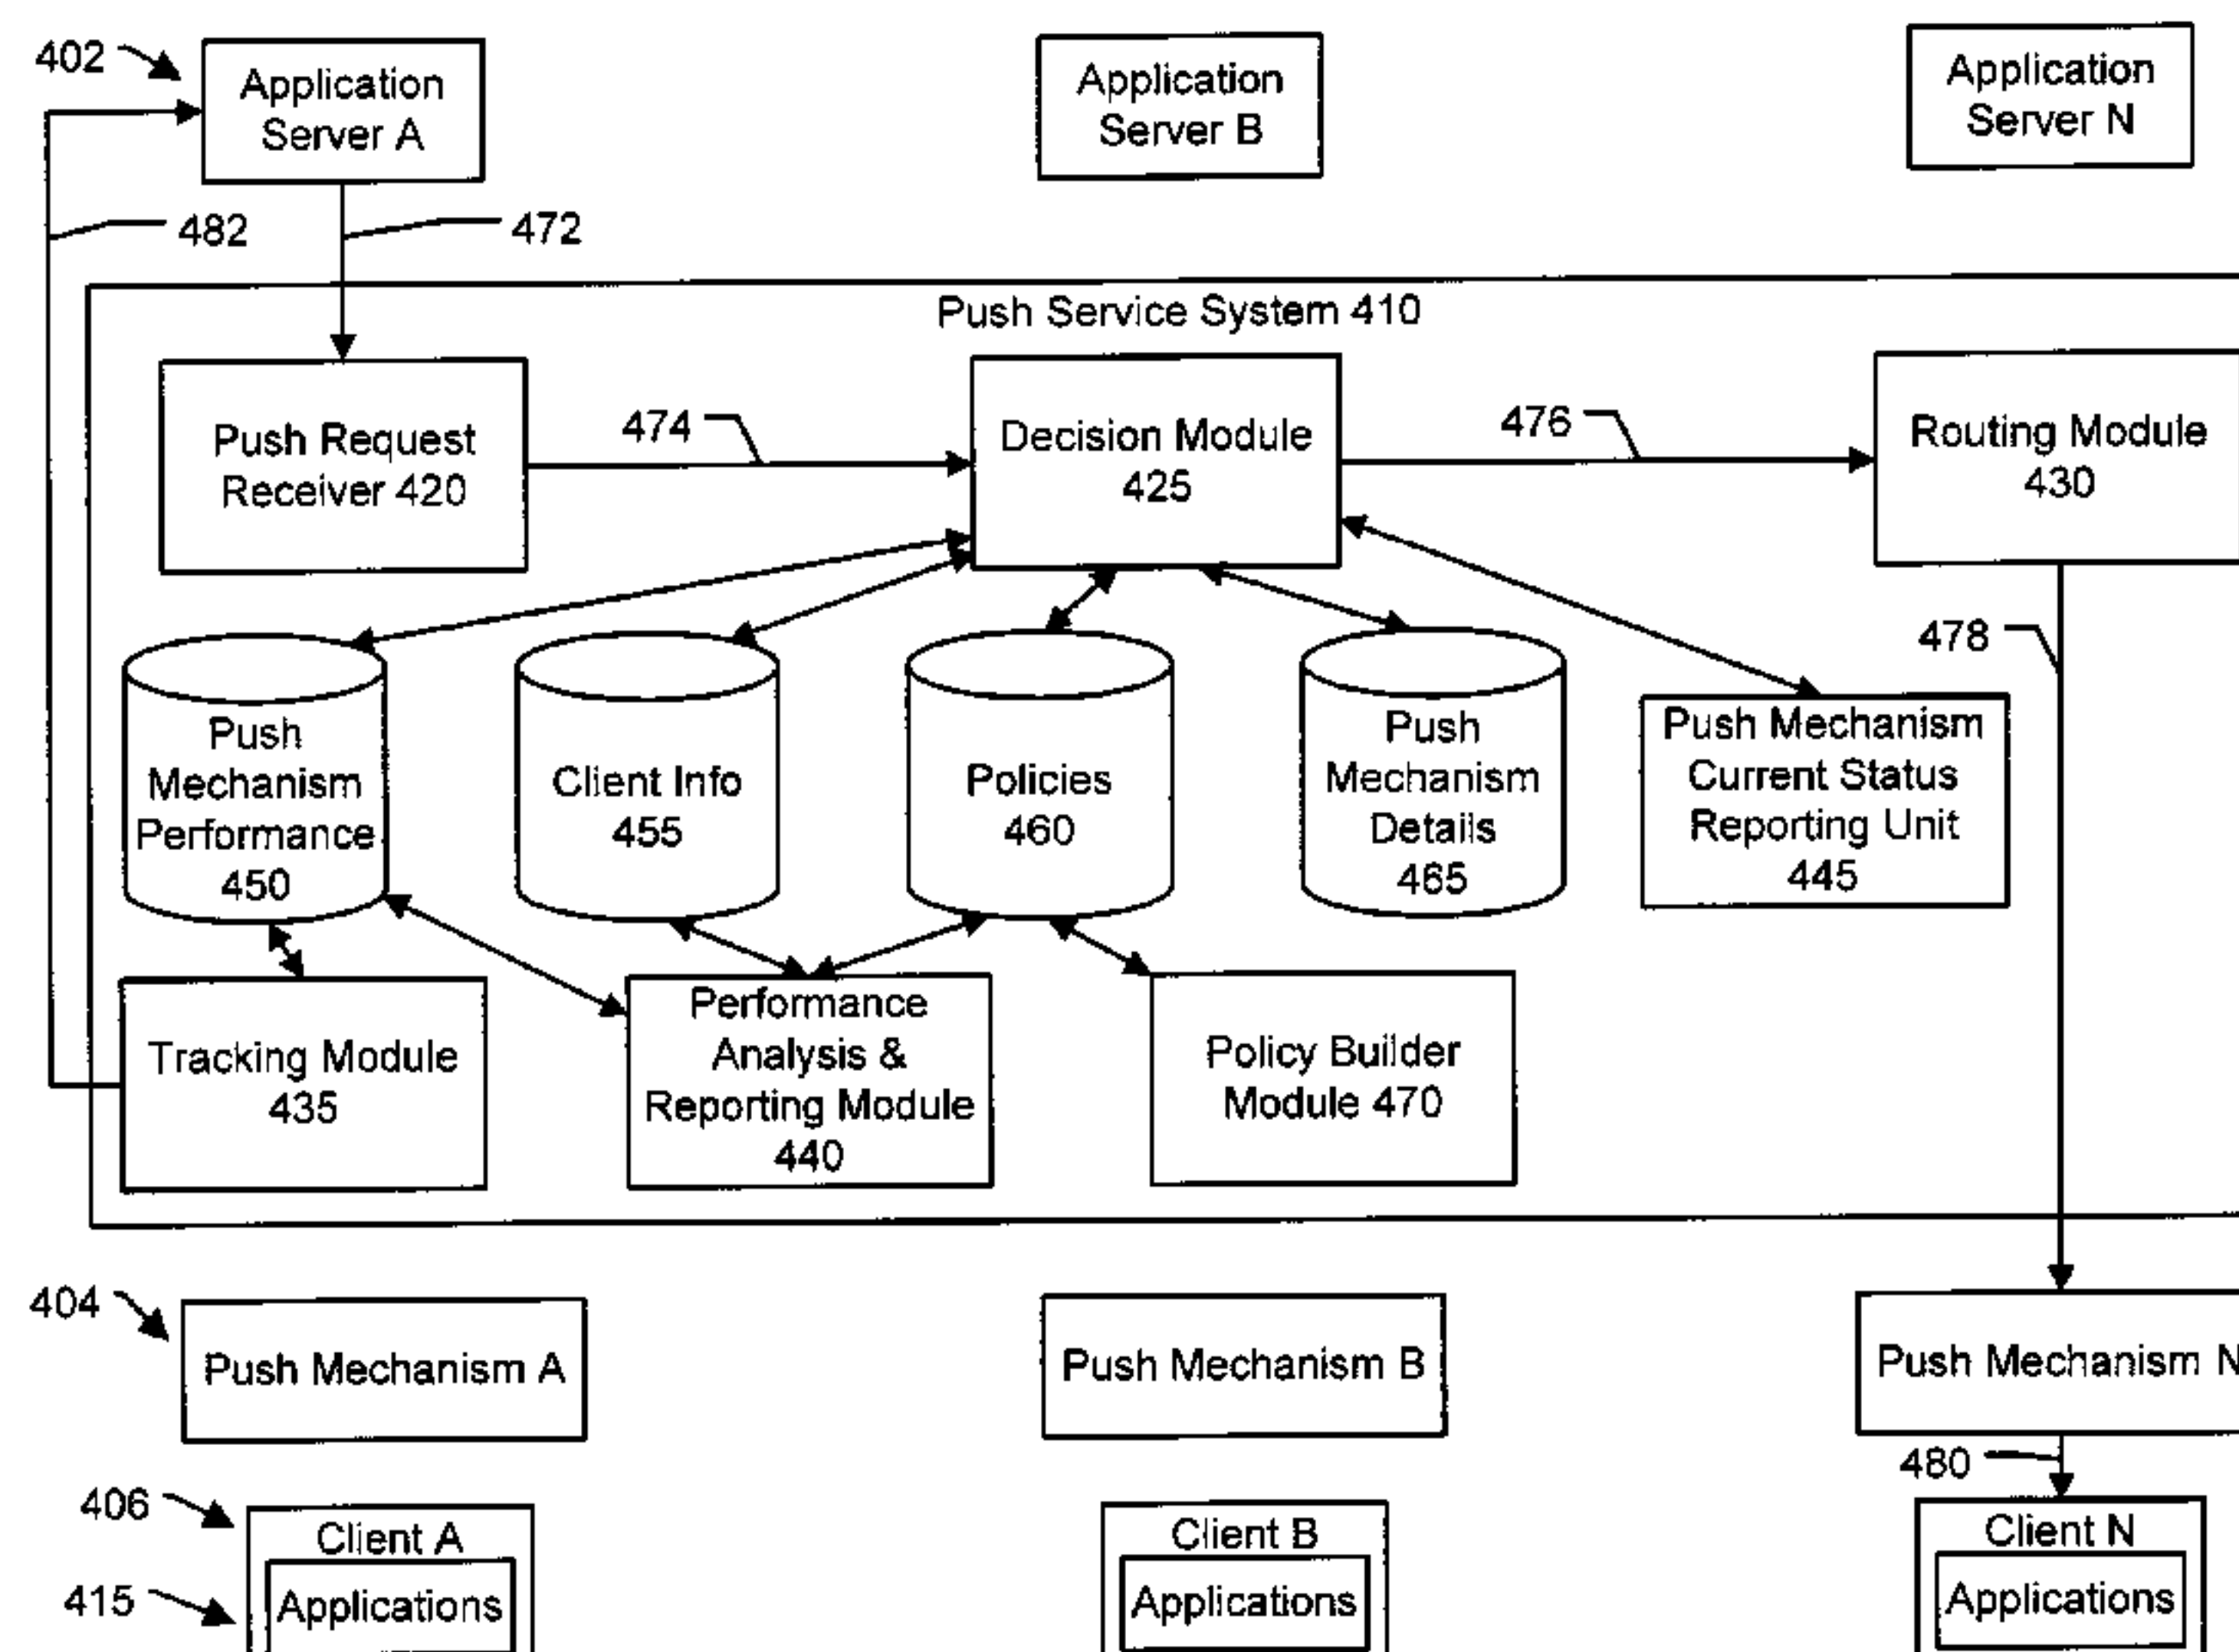 402
Application
Server A
Application
Server B
Application
Server N
482
472
Push Service System 410
Push Request
Receiver 420
474
Decision Module
425
476
Routing Module
430
478
Push
Mechanism
Performance
450
Client Info
455
Policies
460
Push
Mechanism
Details
465
Push Mechanism
Current Status
Reporting Unit
445
Tracking Module
435
Performance
Analysis &
Reporting Module
440
Policy Builder
Module 470
404
Push Mechanism A
Push Mechanism B
Push Mechanism N
480
406
Client A
Client B
Client N
415
Applications
Applications
Applications